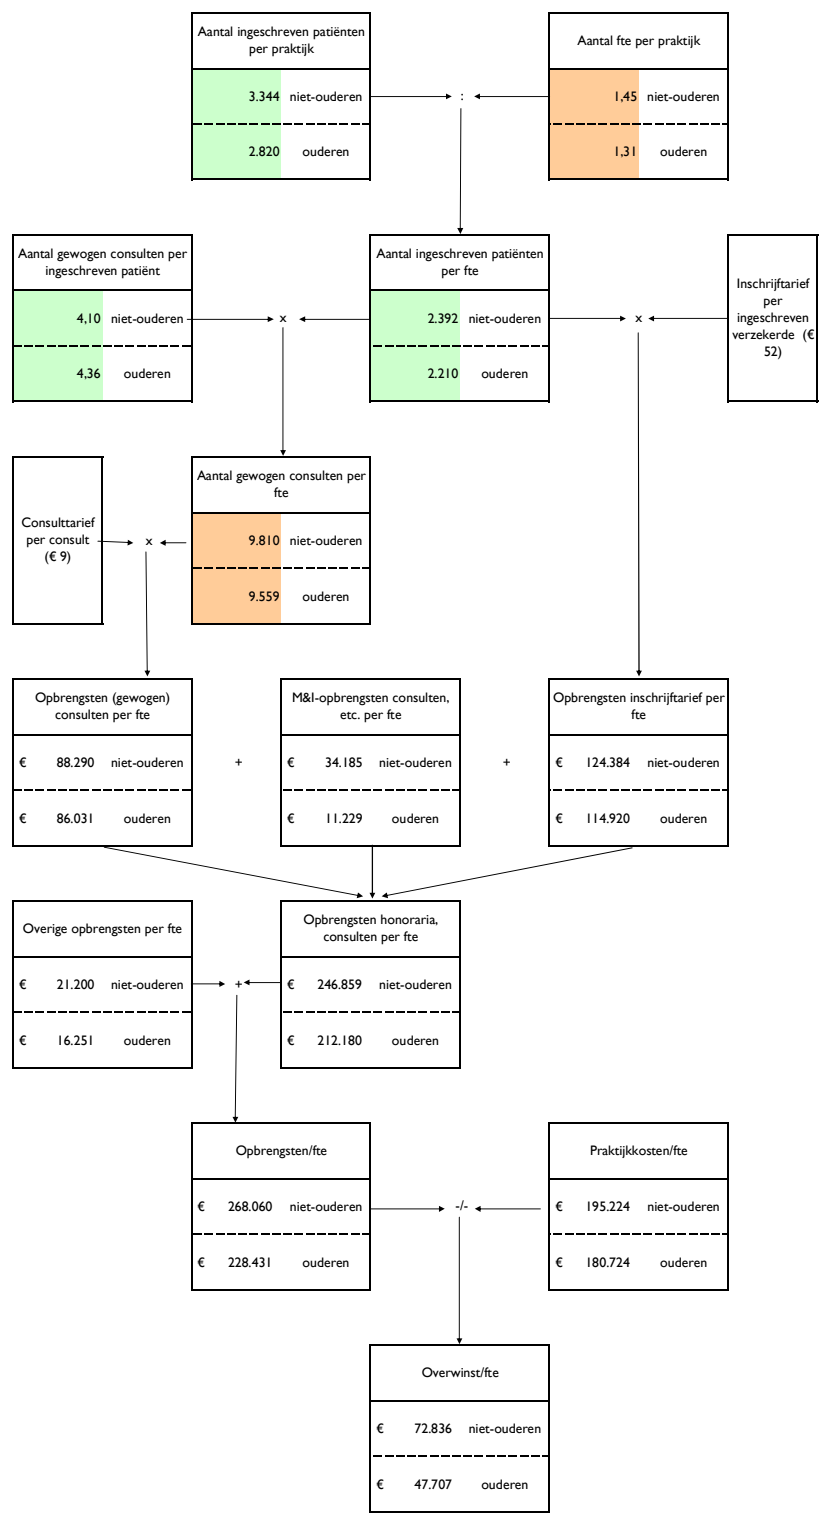 Aantal ingeschreven patiënten
per praktijk
3.344 niet-ouderen
2.820 ouderen
:
Aantal fte per praktijk
1,45 niet-ouderen
1,31 ouderen
Aantal gewogen consulten per
ingeschreven patiënt
4,10 niet-ouderen
4,36 ouderen
x
Aantal ingeschreven patiënten
per fte
2.392 niet-ouderen
2.210 ouderen
x
Inschrijftarief
per
ingeschreven
verzekerde (€
52)
Consulttarief
per consult
(€ 9)
x
Aantal gewogen consulten per
fte
9.810 niet-ouderen
9.559 ouderen
Opbrengsten (gewogen)
consulten per fte
€ 88.290 niet-ouderen
€ 86.031 ouderen
+
M&I-opbrengsten consulten,
etc. per fte
€ 34.185 niet-ouderen
€ 11.229 ouderen
+
Opbrengsten inschrijftarief per
fte
€ 124.384 niet-ouderen
€ 114.920 ouderen
Overige opbrengsten per fte
€ 21.200 niet-ouderen
€ 16.251 ouderen
+
Opbrengsten honoraria,
consulten per fte
€ 246.859 niet-ouderen
€ 212.180 ouderen
Opbrengsten/fte
€ 268.060 niet-ouderen
€ 228.431 ouderen
-/-
Praktijkkosten/fte
€ 195.224 niet-ouderen
€ 180.724 ouderen
Overwinst/fte
€ 72.836 niet-ouderen
€ 47.707 ouderen